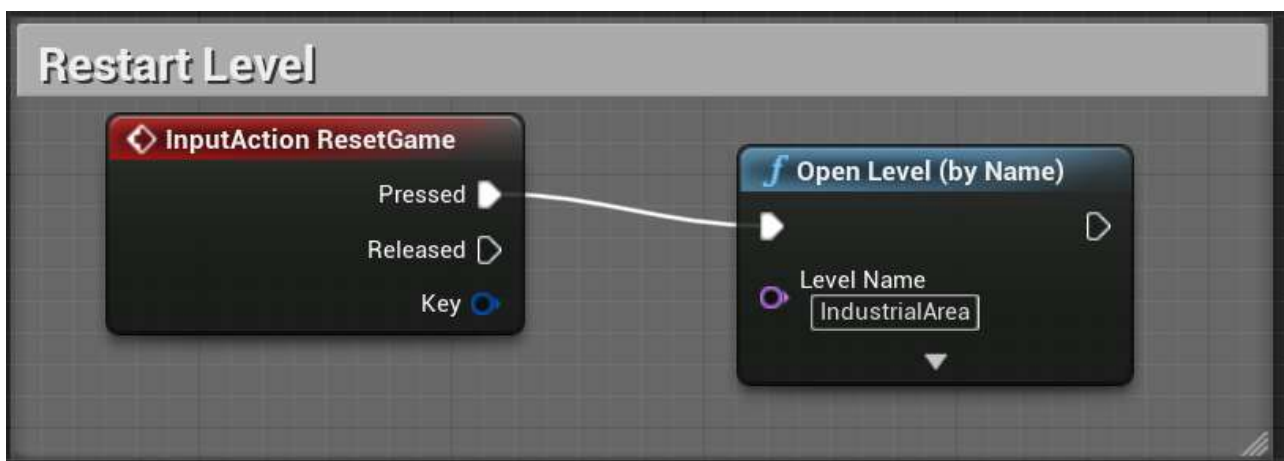 Restart Level
InputAction ResetGame
Pressed
Released
Key
f Open Level (by Name)
Level Name
IndustrialArea